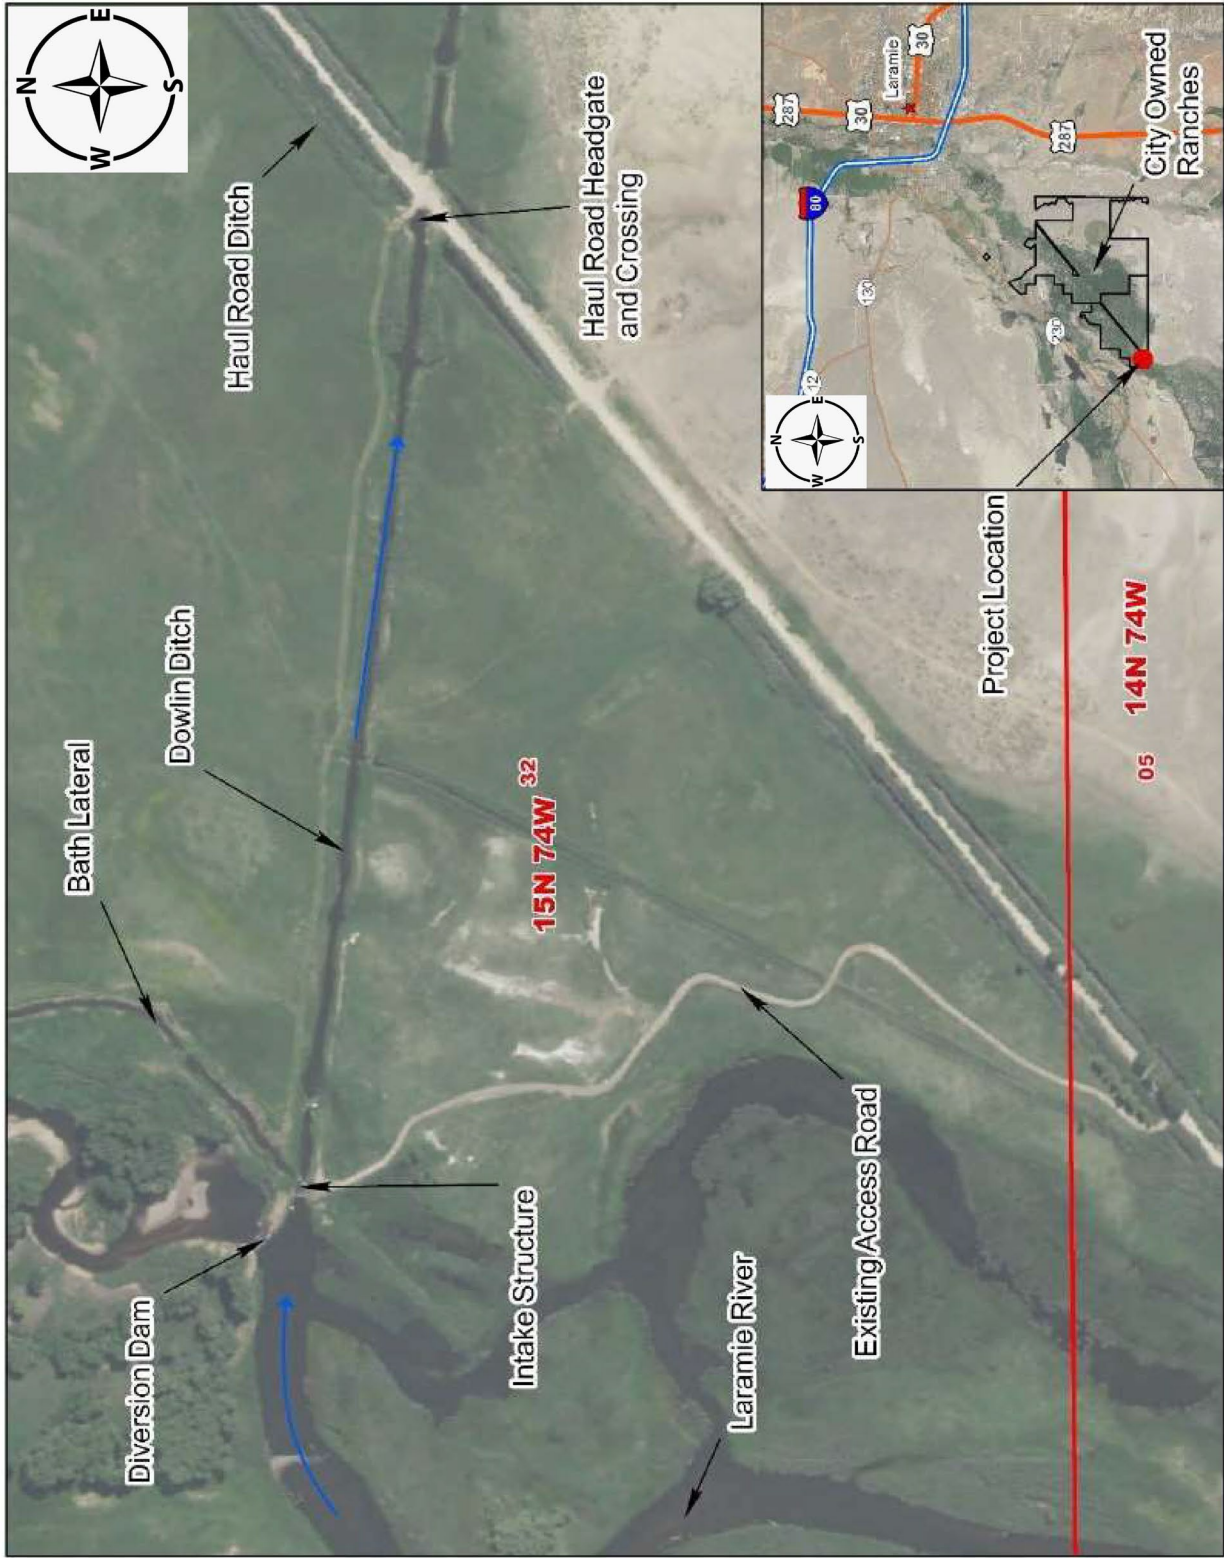 N
E
S
W
Haul Road Ditch
Haul Road Headgate
and Crossing
Bath Lateral
Dowlin Ditch
15N 74W 32
Diversion Dam
Intake Structure
Existing Access Road
Laramie River
Project Location
14N 74W
05
N
E
S
W
287
30
Laramie
30
80
287
130
12
230
City Owned
Ranches